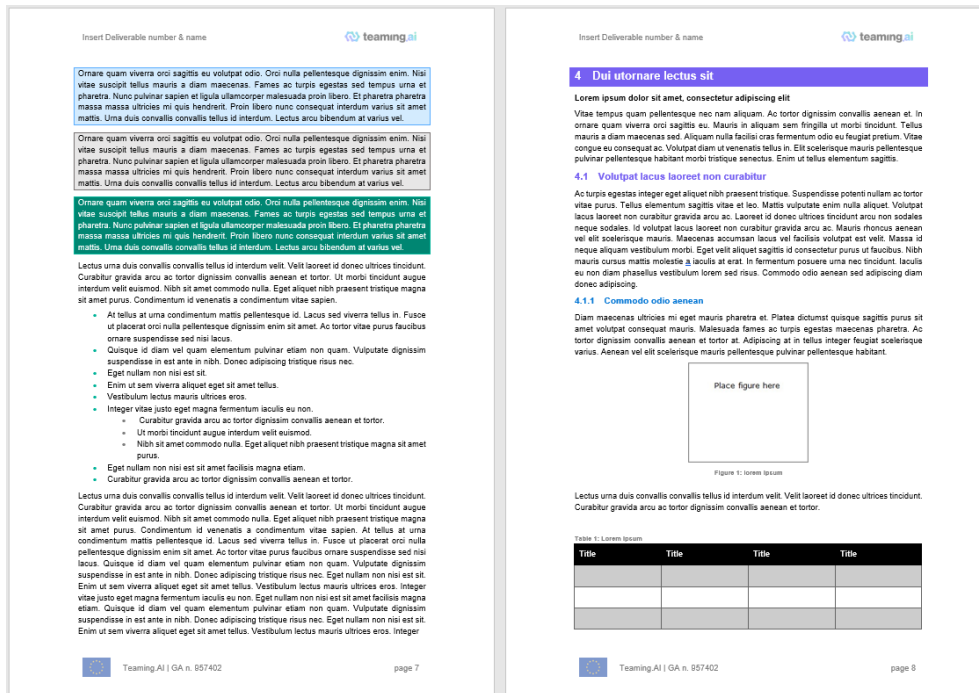 Insert Deliverable number & name
teaming.ai
Ornare quam viverra orci sagittis eu volutpat odio. Orci nulla pellentesque dignissim enim. Nisi
vitae suscipit tellus mauris a diam maecenas. Fames ac turpis egestas sed tempus urna et
pharetra. Nunc pulvinar sapien et ligula ullamcorper malesuada proin libero. Et pharetra pharetra
massa massa ultricies mi quis hendrerit. Proin libero nunc consequat interdum varius sit amet
mattis. Urna duis convallis convallis tellus id interdum. Lectus arcu bibendum at varius vel.
Ornare quam viverra orci sagittis eu volutpat odio. Orci nulla pellentesque dignissim enim. Nisi
vitae suscipit tellus mauris a diam maecenas. Fames ac turpis egestas sed tempus urna et
pharetra. Nunc pulvinar sapien et ligula ullamcorper malesuada proin libero. Et pharetra pharetra
massa massa ultricies mi quis hendrerit. Proin libero nunc consequat interdum varius sit amet
mattis. Urna duis convallis convallis tellus id interdum. Lectus arcu bibendum at varius vel.
Ornare quam viverra orci sagittis eu volutpat odio. Orci nulla pellentesque dignissim enim. Nisi
vitae suscipit tellus mauris a diam maecenas. Fames ac turpis egestas sed tempus urna et
pharetra. Nunc pulvinar sapien et ligula ullamcorper malesuada proin libero. Et pharetra pharetra
massa massa ultricies mi quis hendrerit. Proin libero nunc consequat interdum varius sit amet
mattis. Urna duis convallis convallis tellus id interdum. Lectus arcu bibendum at varius vel.
Lectus urna duis convallis convallis tellus id interdum velit. Velit laoreet id donec ultrices tincidunt.
Curabitur gravida arcu ac tortor dignissim convallis aenean et tortor. Ut morbi tincidunt augue
interdum velit euismod. Nibh sit amet commodo nulla. Eget aliquet nibh praesent tristique magna
sit amet purus. Condimentum id venenatis a condimentum vitae sapien.
• At tellus at urna condimentum mattis pellentesque id. Lacus sed viverra tellus in. Fusce
ut placerat orci nulla pellentesque dignissim enim sit amet. Ac tortor vitae purus faucibus
ornare suspendisse sed nisi lacus.
• Quisque id diam vel quam elementum pulvinar etiam non quam. Vulputate dignissim
suspendisse in est ante in nibh. Donec adipiscing tristique risus nec.
• Eget nullam non nisi est sit.
• Enim ut sem viverra aliquet eget sit amet tellus.
• Vestibulum lectus mauris ultrices eros.
• Integer vitae justo eget magna fermentum iaculis eu non.
• Curabitur gravida arcu ac tortor dignissim convallis aenean et tortor.
• Ut morbi tincidunt augue interdum velit euismod.
• Nibh sit amet commodo nulla. Eget aliquet nibh praesent tristique magna sit amet
purus.
• Eget nullam non nisi est sit amet facilisis magna etiam.
• Curabitur gravida arcu ac tortor dignissim convallis aenean et tortor.
Lectus urna duis convallis convallis tellus id interdum velit. Velit laoreet id donec ultrices tincidunt.
Curabitur gravida arcu ac tortor dignissim convallis aenean et tortor. Ut morbi tincidunt augue
interdum velit euismod. Nibh sit amet commodo nulla. Eget aliquet nibh praesent tristique magna
sit amet purus. Condimentum id venenatis a condimentum vitae sapien. At tellus at urna
condimentum mattis pellentesque id. Lacus sed viverra tellus in. Fusce ut placerat orci nulla
pellentesque dignissim enim sit amet. Ac tortor vitae purus faucibus ornare suspendisse sed nisi
lacus. Quisque id diam vel quam elementum pulvinar etiam non quam. Vulputate dignissim
suspendisse in est ante in nibh. Donec adipiscing tristique risus nec. Eget nullam non nisi est sit.
Enim ut sem viverra aliquet eget sit amet tellus. Vestibulum lectus mauris ultrices eros. Integer
vitae justo eget magna fermentum iaculis eu non. Eget nullam non nisi est sit amet facilisis magna
etiam. Quisque id diam vel quam elementum pulvinar etiam non quam. Vulputate dignissim
suspendisse in est ante in nibh. Donec adipiscing tristique risus nec. Eget nullam non nisi est sit.
Enim ut sem viverra aliquet eget sit amet tellus. Vestibulum lectus mauris ultrices eros. Integer
Teaming.AI | GA n. 957402
page 7
Insert Deliverable number & name
teaming.ai
4 Dui utornare lectus sit
Lorem ipsum dolor sit amet, consectetur adipiscing elit
Vitae tempus quam pellentesque nec nam aliquam. Ac tortor dignissim convallis aenean et. In
ornare quam viverra orci sagittis eu. Mauris in aliquam sem fringilla ut morbi tincidunt. Tellus
mauris a diam maecenas sed. Aliquam nulla facilisi cras fermentum odio eu feugiat pretium. Vitae
congue eu consequat ac. Volutpat diam ut venenatis tellus in. Elit scelerisque mauris pellentesque
pulvinar pellentesque habitant morbi tristique senectus. Enim ut tellus elementum sagittis.
4.1 Volutpat lacus laoreet non curabitur
Ac turpis egestas integer eget aliquet nibh praesent tristique. Suspendisse potenti nullam ac tortor
vitae purus. Tellus elementum sagittis vitae et leo. Mattis vulputate enim nulla aliquet. Volutpat
lacus laoreet non curabitur gravida arcu ac. Laoreet id donec ultrices tincidunt arcu non sodales
neque sodales. Id volutpat lacus laoreet non curabitur gravida arcu ac. Mauris rhoncus aenean
vel elit scelerisque mauris. Maecenas accumsan lacus vel facilisis volutpat est velit. Massa id
neque aliquam vestibulum morbi. Eget velit aliquet sagittis id consectetur purus ut faucibus. Nibh
mauris cursus mattis molestie a iaculis at erat. In fermentum posuere urna nec tincidunt. Iaculis
eu non diam phasellus vestibulum lorem sed risus. Commodo odio aenean sed adipiscing diam
donec adipiscing.
4.1.1 Commodo odio aenean
Diam maecenas ultricies mi eget mauris pharetra et. Platea dictumst quisque sagittis purus sit
amet volutpat consequat mauris. Malesuada fames ac turpis egestas maecenas pharetra. Ac
tortor dignissim convallis aenean et tortor at. Adipiscing at in tellus integer feugiat scelerisque
varius. Aenean vel elit scelerisque mauris pellentesque pulvinar pellentesque habitant.
Place figure here
Figure 1: lorem ipsum
Lectus urna duis convallis convallis tellus id interdum velit. Velit laoreet id donec ultrices tincidunt.
Curabitur gravida arcu ac tortor dignissim convallis aenean et tortor.
Table 1: Lorem ipsum
Title Title Title Title
Teaming.AI | GA n. 957402
page 8